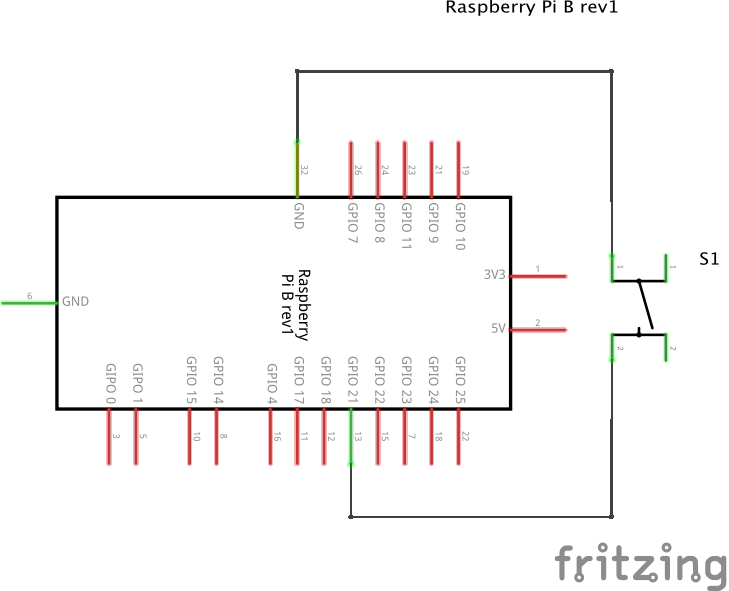 Raspberry Pi B rev1
32
26
24
23
21
19
GND
GPIO 7
GPIO 8
GPIO 11
GPIO 9
GPIO 10
3V3
1
5V
2
6
GND
Raspberry
Pi B rev1
S1
1
1
2
2
GIPO 0
GIPO 1
GPIO 15
GPIO 14
GPIO 4
GPIO 17
GPIO 18
GPIO 21
GPIO 22
GPIO 23
GPIO 24
GPIO 25
3
5
10
8
16
11
12
13
15
7
18
22
fritzing